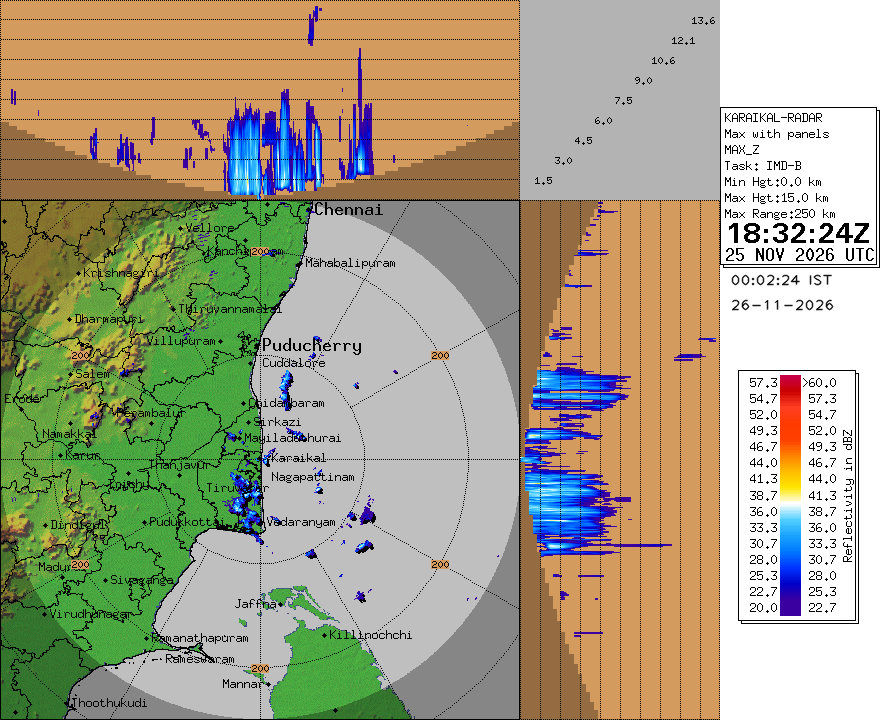 13.6
12.1
10.6
9.0
7.5
6.0
4.5
3.0
1.5
KARAIKAL-RADAR
Max with panels
MAX_Z
Task: IMD-B
Min Hgt:0.0 km
Max Hgt:15.0 km
Max Range:250 km
18:32:24Z
25 NOV 2026 UTC
00:02:24 IST
26-11-2026
Chennai
Vellore
200
Mahabalipuram
Krishnagiri
Thiruvannamalai
Dharmapuri
Villupuram
Puducherry
200
200
Cuddalore
Salem
Chidambaram
Perambalur
Sirkazi
Namakkal
Mayiladuthurai
Karur
Karaikal
Thanjavur
Nagapattinam
Pudukkottai
Vedaranyam
Dindigul
200
200
Sivaganga
Jaffna
Virudhunagar
Ramanathapuram
Killinochchi
Rameswaram
200
Mannar
Thoothukudi
57.3 >60.0
54.7 57.3
52.0 54.7
49.3 52.0
46.7 49.3
44.0 46.7
41.3 44.0
38.7 41.3
36.0 38.7
33.3 36.0
30.7 33.3
28.0 30.7
25.3 28.0
22.7 25.3
20.0 22.7
Reflectivity in dBZ